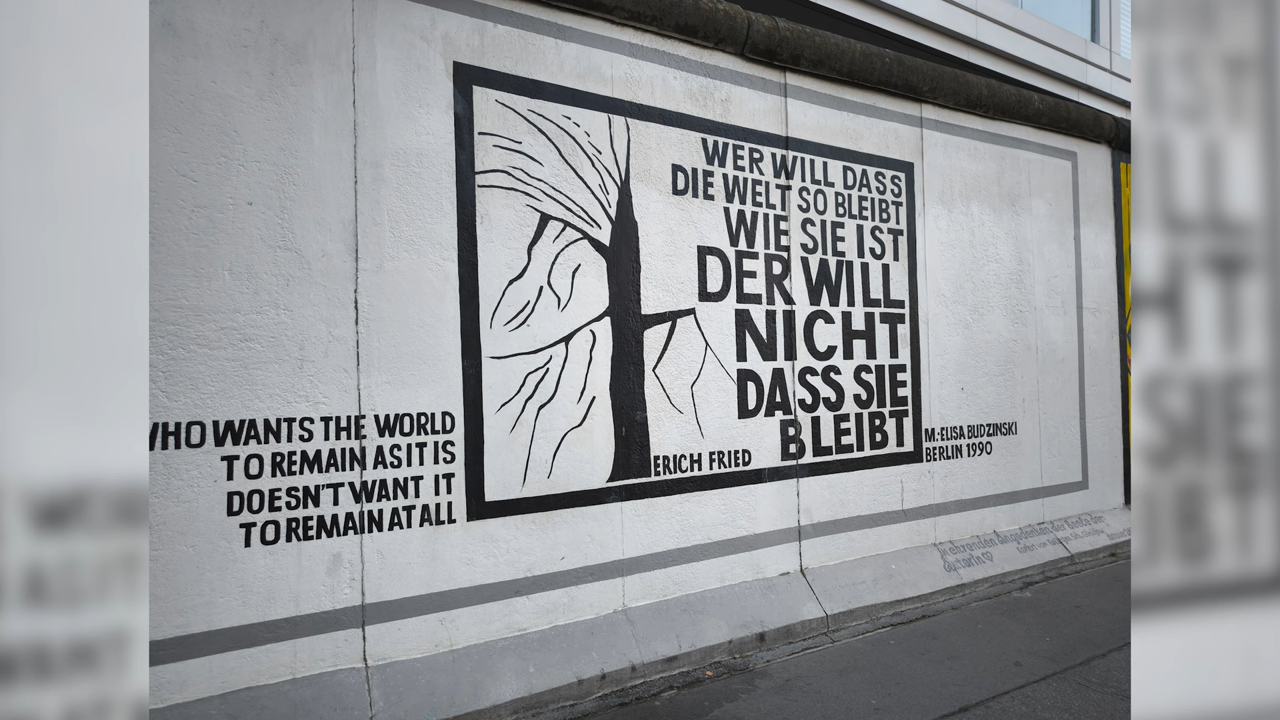 WER WILL DASS
DIE WELT SO BLEIBT
WIE SIE IST
DER WILL
NICHT
DASS SIE
BLEIBT
ERICH FRIED
WHO WANTS THE WORLD
TO REMAIN AS IT IS
DOESN'T WANT IT
TO REMAIN AT ALL
M.-ELISA BUDZINSKI
BERLIN 1990